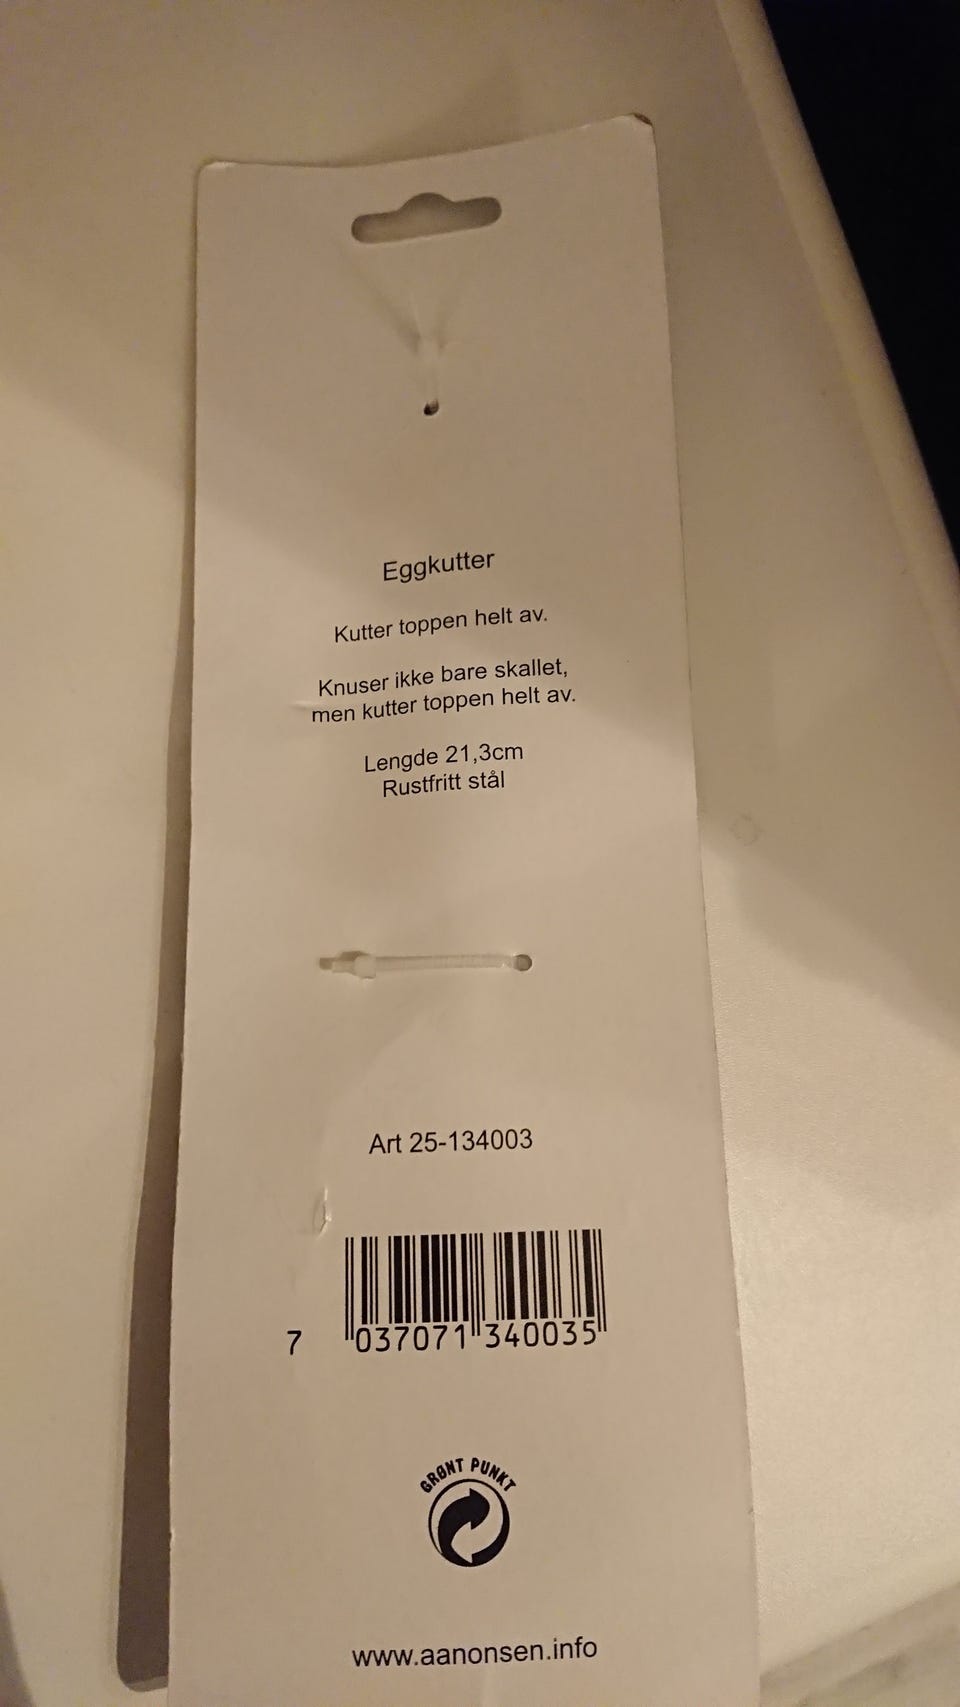 Eggkutter
Kutter toppen helt av.
Knuser ikke bare skallet,
men kutter toppen helt av.
Lengde 21,3cm
Rustfritt stål
Art 25-134003
7 037071 340035
GRØNT PUNKT
www.aanonsen.info